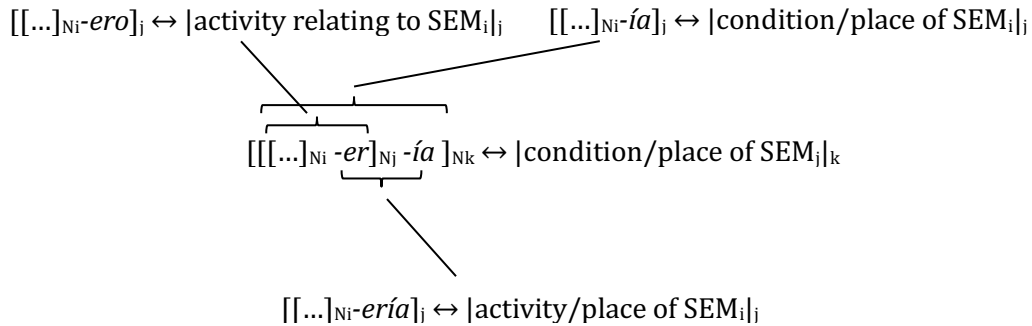 [[…]Ni-ero]j ↔ |activity relating to SEMi|j [[…]Ni-ía]j ↔ |condition/place of SEMi|j
[[[…]Ni -er]Nj -ía ]Nk ↔ |condition/place of SEMj|k
[[…]Ni-ería]j ↔ |activity/place of SEMi|j